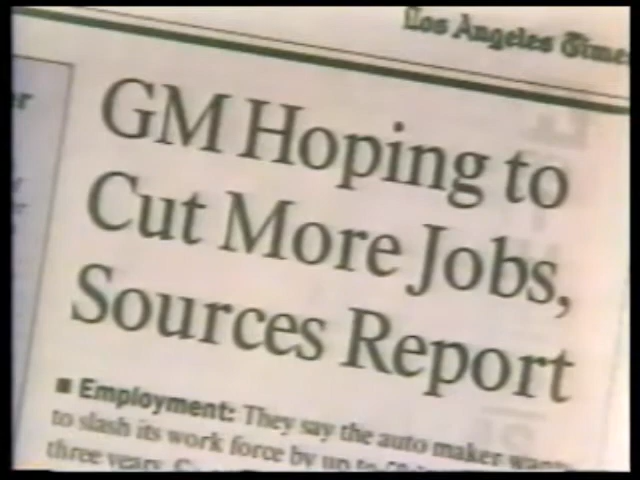 Los Angeles Times
GM Hoping to
Cut More Jobs,
Sources Report
■ Employment: They say the auto maker
to slash its work force by up to
three years.